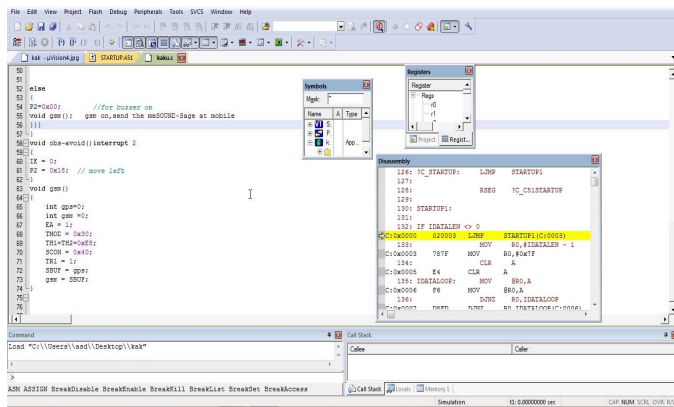 File Edit View Project Flash Debug Peripherals Tools SVCS Window Help
kak - µVision4.jpg STARTUP.A51 kaku.c
50
51
52 else
53 {
54 P2=0x00; //for buzzer on
55 void gsm(); gsm on,send the meSOUND-Sage at mobile
56 }}}
57 }
58 void obs-avoid()interrupt 2
59 {
60 IE = 0;
61 P2 = 0x18; // move left
62 }
63 void gsm()
64 {
65 int gps=0;
66 int gsm =0;
67 EA = 1;
68 TMOD = 0x30;
69 TH1=TH2=0xE8;
70 SCON = 0x40;
71 TR1 = 1;
72 SBUF = gps;
73 gsm = SBUF;
74 }
75
76
Symbols
Mask: *
Name A Type
S.
P.
k. App...
Registers
Register
Regs
r0
r1
Project Regist...
Disassembly
126: ?C_STARTUP: LJMP STARTUP1
127:
128: RSEG ?C_C51STARTUP
129:
130: STARTUP1:
131:
132: IF IDATALEN <> 0
C:0x0000 020003 LJMP STARTUP1(C:0003)
133: MOV R0,#IDATALEN - 1
C:0x0003 787F MOV R0,#0x7F
134: CLR A
C:0x0005 E4 CLR A
135: IDATALOOP: MOV @R0,A
C:0x0006 F6 MOV @R0,A
136: DJNZ R0,IDATALOOP
C:0x0007 D8FD DJNZ R0,IDATALOOP(C:0006)
Command
Load "C:\\Users\\asd\\Desktop\\kak"
>
ASM ASSIGN BreakDisable BreakEnable BreakKill BreakList BreakSet BreakAccess
Call Stack
Callee Caller
Call Stack Locals Memory 1
Simulation t1: 0.00000000 sec CAP NUM SCRL OVR R/W